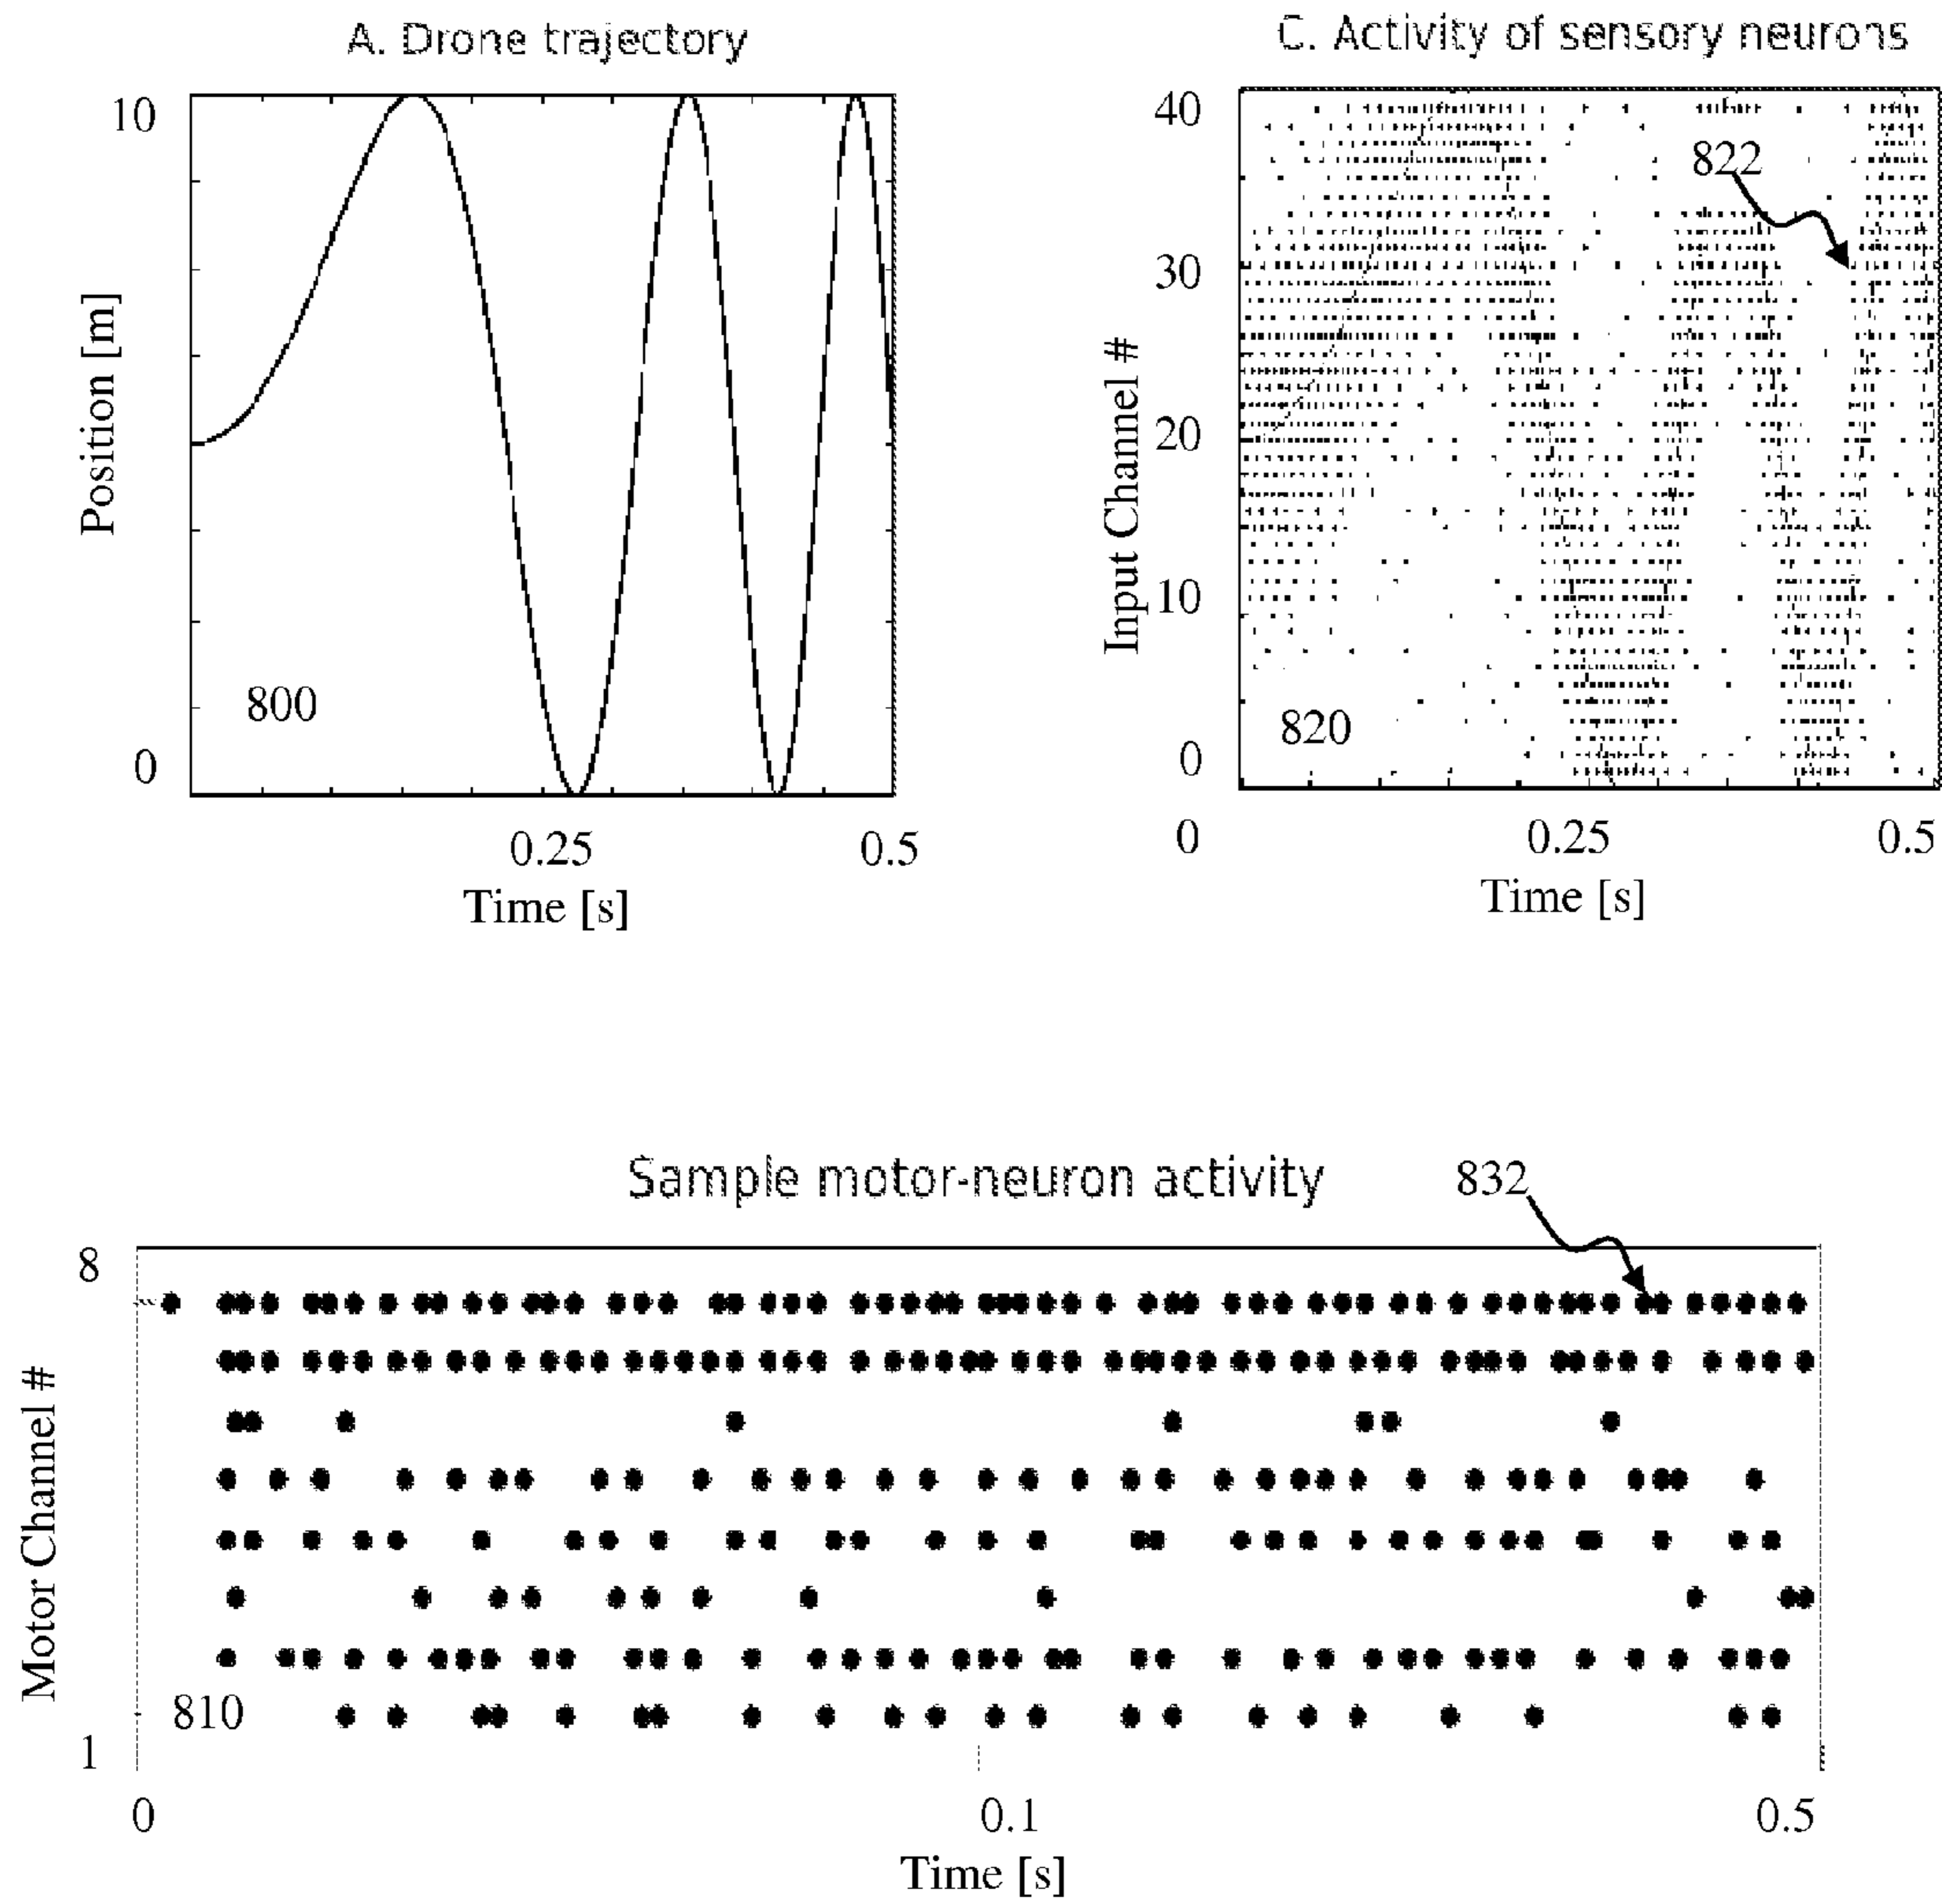 A. Drone trajectory
10
Position [m]
0
800
0.25
0.5
Time [s]
C. Activity of sensory neurons
40
822
30
Input Channel #
20
10
820
0
0
0.25
0.5
Time [s]
Sample motor-neuron activity
832
8
Motor Channel #
810
1
0
0.1
0.5
Time [s]